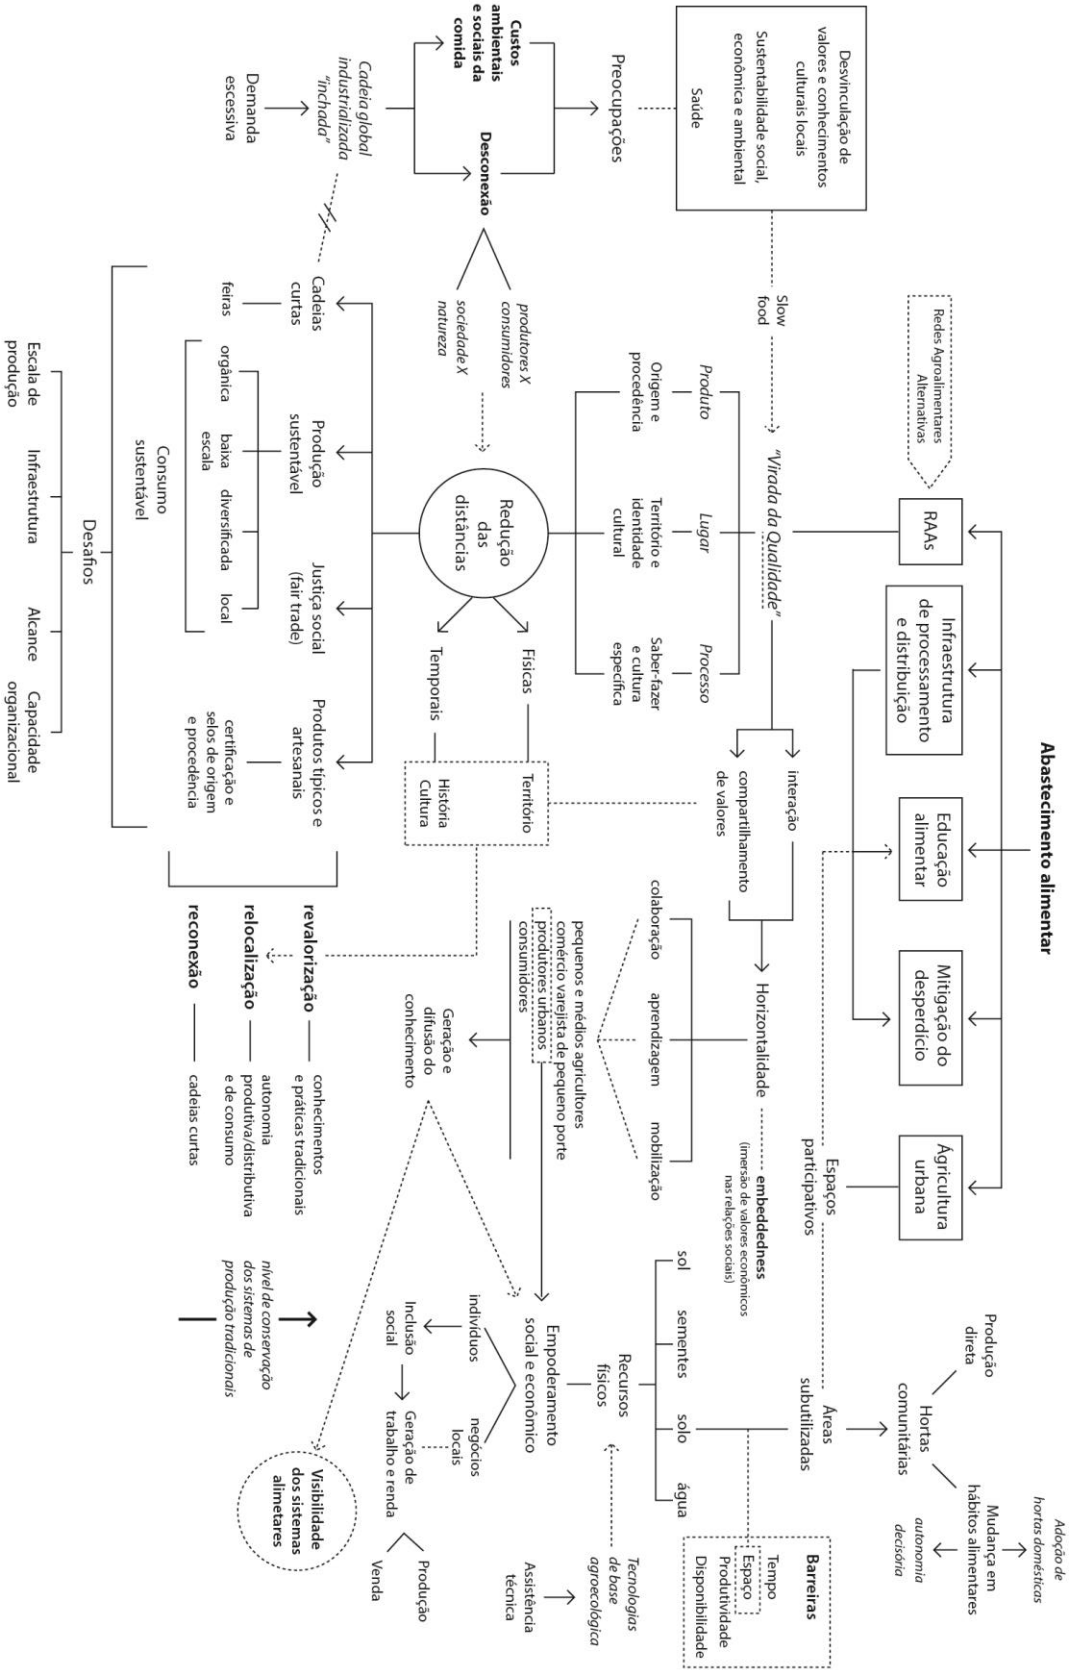 Abastecimento alimentar
Redes Agroalimentares
Alternativas
RAAs
Infraestrutura
de processamento
e distribuição
Educação
alimentar
Mitigação do
desperdício
Ágricultura
urbana
Produção
direta
Hortas
comunitárias
Mudança em
hábitos alimentares
Adoção de
hortas domésticas
autonomia
decisória
Desvinculação de
valores e conhecimentos
culturais locais
Sustentabilidade social,
econômica e ambiental
Saúde
Slow
food
"Virada da Qualidade"
interação
compartilhamento
de valores
Horizontalidade
embeddedness
(imersão de valores econômicos
nas relações sociais)
Espaços
participativos
Áreas
subutilizadas
Barreiras
Tempo
Espaço
Produtividade
Disponibilidade
Preocupações
Produto
Origem e
procedência
Lugar
Território e
identidade
cultural
Processo
Saber-fazer
e cultura
específica
colaboração
aprendizagem
mobilização
sol
sementes
solo
água
Recursos
físicos
Tecnologias
de base
agroecológica
Assistência
técnica
Custos
ambientais
e sociais da
comida
Desconexão
produtores X
consumidores
sociedade X
natureza
Redução
das
distâncias
Físicas
Temporais
Território
História
Cultura
pequenos e médios agricultores
comércio varejista de pequeno porte
produtores urbanos
consumidores
Geração e
difusão do
conhecimento
Empoderamento
social e econômico
indivíduos
negócios
locais
Inclusão
social
Geração de
trabalho e renda
Produção
Venda
Cadeia global
industrializada
"inchada"
Demanda
escessiva
Cadeias
curtas
feiras
Produção
sustentável
orgânica
baixa
escala
diversificada
local
Justiça social
(fair trade)
Produtos típicos e
artesanais
certificação e
selos de origem
e procedência
revalorização
conhecimentos
e práticas tradicionais
relocalização
autonomia
produtiva/distributiva
e de consumo
reconexão
cadeias curtas
nível de conservação
dos sistemas de
produção tradicionais
Visibilidade
dos sistemas
alimetares
Consumo
sustentável
Desafios
Escala de
produção
Infraestrutura
Alcance
Capacidade
organizacional